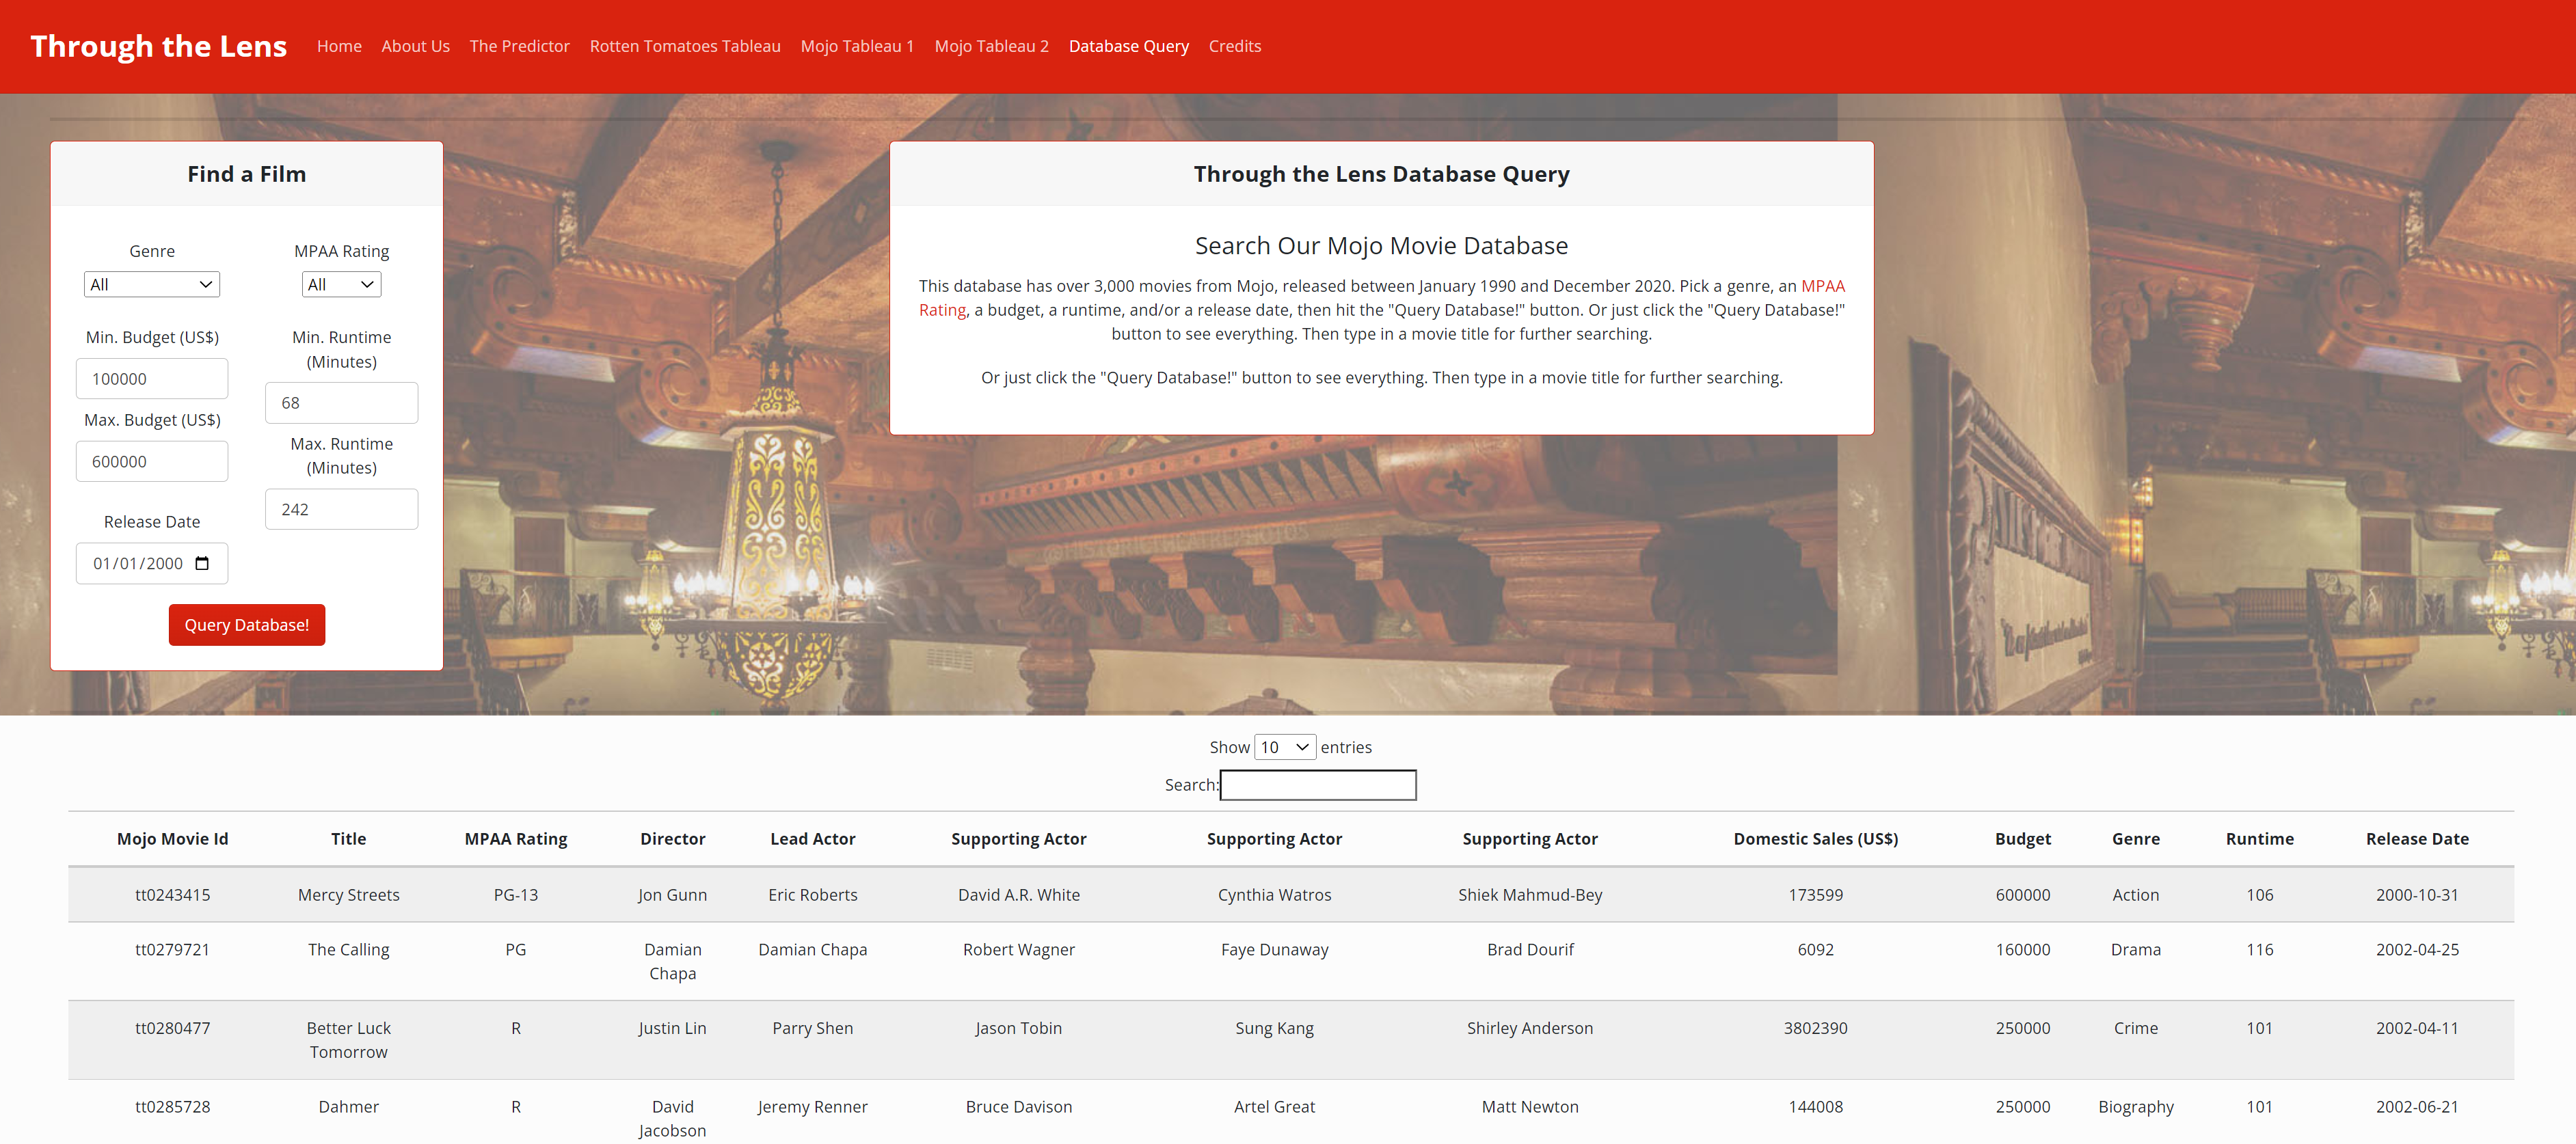 Through the Lens Home About Us The Predictor Rotten Tomatoes Tableau Mojo Tableau 1 Mojo Tableau 2 Database Query Credits
Find a Film
Genre MPAA Rating
All All
Min. Budget (US$) Min. Runtime
(Minutes)
100000
68
Max. Budget (US$)
Max. Runtime
(Minutes)
600000
242
Release Date
01/01/2000
Query Database!
Through the Lens Database Query
Search Our Mojo Movie Database
This database has over 3,000 movies from Mojo, released between January 1990 and December 2020. Pick a genre, an MPAA
Rating, a budget, a runtime, and/or a release date, then hit the "Query Database!" button. Or just click the "Query Database!"
button to see everything. Then type in a movie title for further searching.
Or just click the "Query Database!" button to see everything. Then type in a movie title for further searching.
Show 10 entries
Search:
Mojo Movie Id Title MPAA Rating Director Lead Actor Supporting Actor Supporting Actor Supporting Actor Domestic Sales (US$) Budget Genre Runtime Release Date
tt0243415 Mercy Streets PG-13 Jon Gunn Eric Roberts David A.R. White Cynthia Watros Shiek Mahmud-Bey 173599 600000 Action 106 2000-10-31
tt0279721 The Calling PG Damian Damian Chapa Robert Wagner Faye Dunaway Brad Dourif 6092 160000 Drama 116 2002-04-25
Chapa
tt0280477 Better Luck R Justin Lin Parry Shen Jason Tobin Sung Kang Shirley Anderson 3802390 250000 Crime 101 2002-04-11
Tomorrow
tt0285728 Dahmer R David Jeremy Renner Bruce Davison Artel Great Matt Newton 144008 250000 Biography 101 2002-06-21
Jacobson